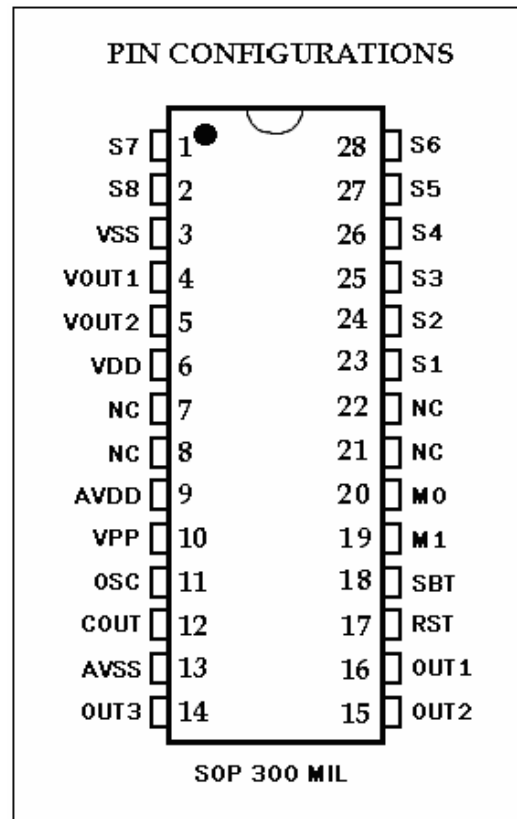 PIN CONFIGURATIONS
S7 1 28 S6
S8 2 27 S5
VSS 3 26 S4
VOUT1 4 25 S3
VOUT2 5 24 S2
VDD 6 23 S1
NC 7 22 NC
NC 8 21 NC
AVDD 9 20 M0
VPP 10 19 M1
OSC 11 18 SBT
COUT 12 17 RST
AVSS 13 16 OUT1
OUT3 14 15 OUT2
SOP 300 MIL